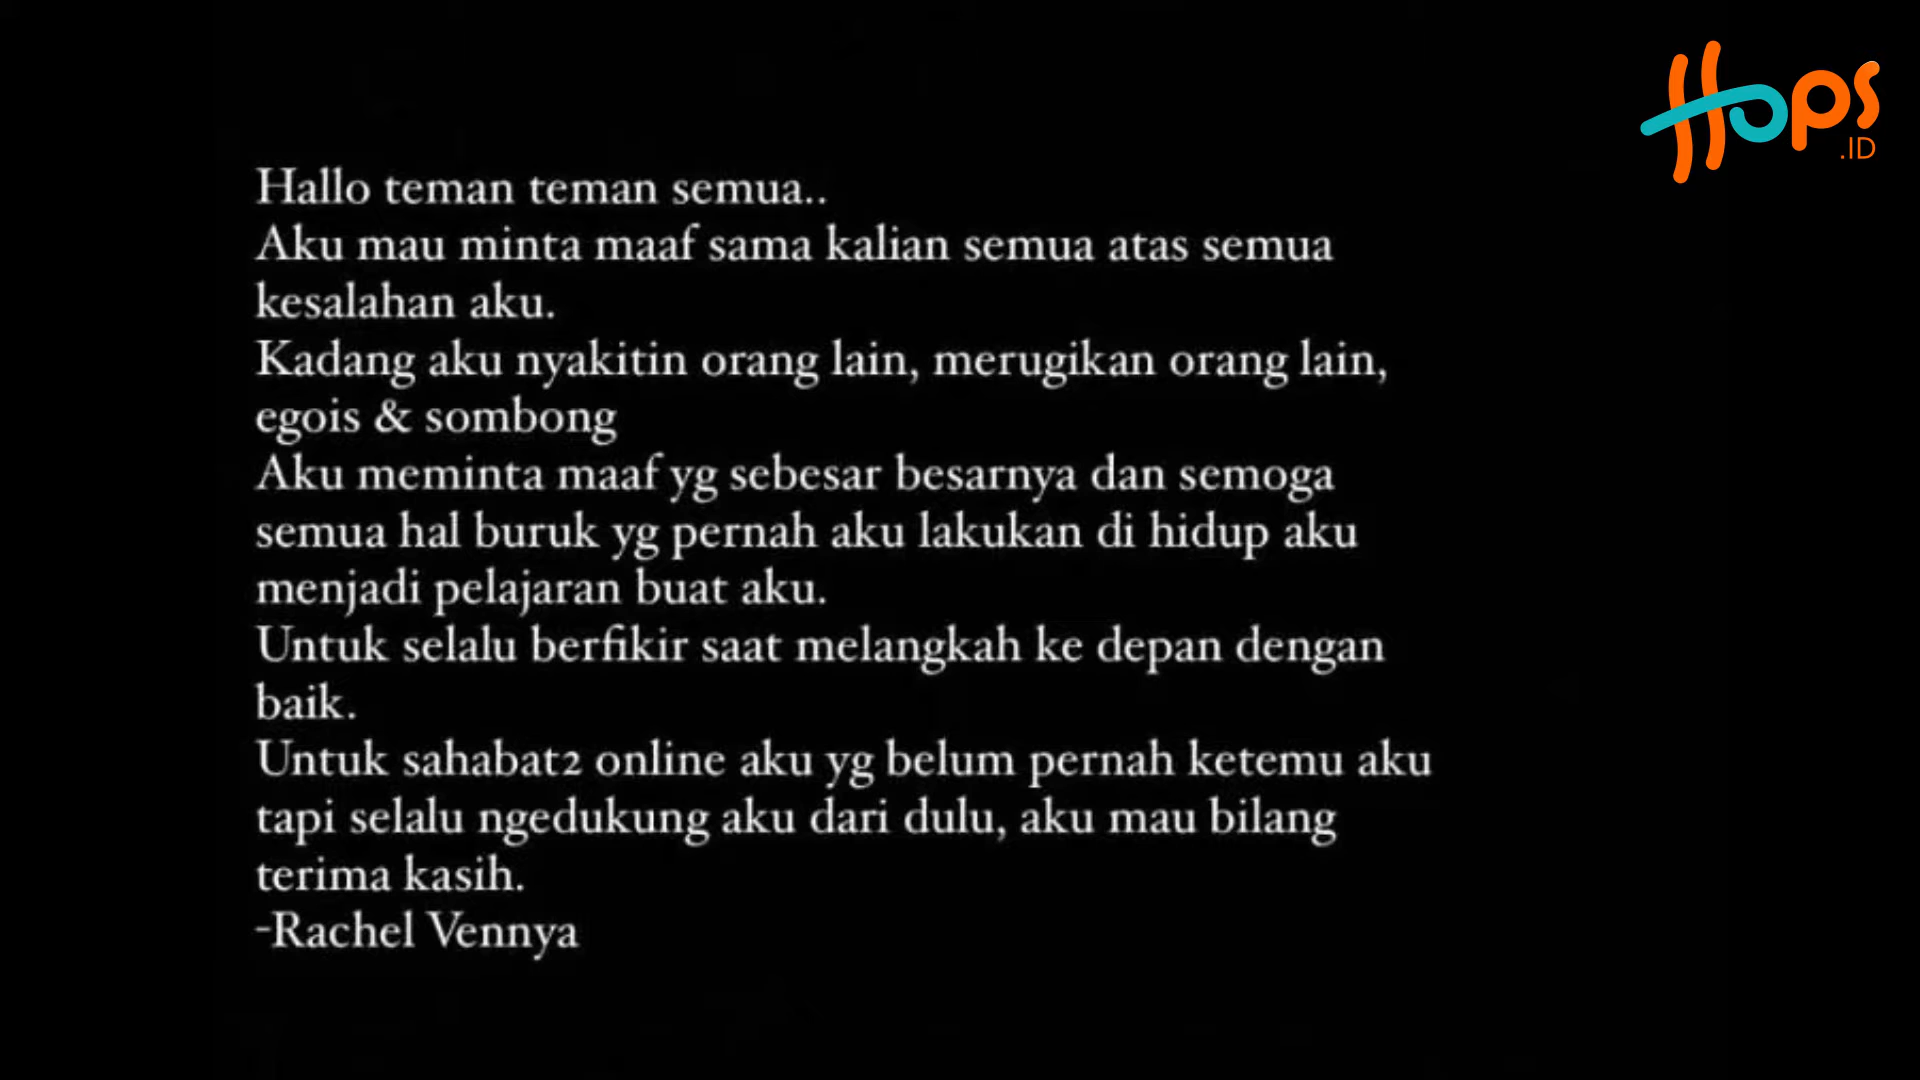 Hops
.ID
Hallo teman teman semua..
Aku mau minta maaf sama kalian semua atas semua
kesalahan aku.
Kadang aku nyakitin orang lain, merugikan orang lain,
egois & sombong
Aku meminta maaf yg sebesar besarnya dan semoga
semua hal buruk yg pernah aku lakukan di hidup aku
menjadi pelajaran buat aku.
Untuk selalu berfikir saat melangkah ke depan dengan
baik.
Untuk sahabat2 online aku yg belum pernah ketemu aku
tapi selalu ngedukung aku dari dulu, aku mau bilang
terima kasih.
-Rachel Vennya